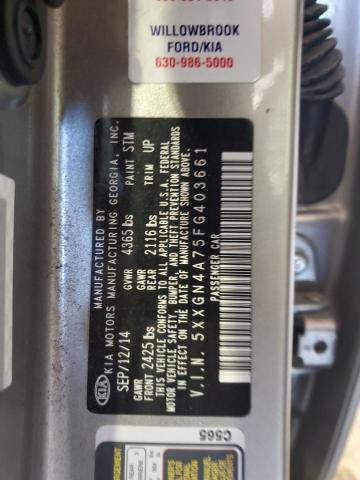 WILLOWBROOK
FORD/KIA
630-986-5000
MANUFACTURED BY
KIA MOTORS MANUFACTURING GEORGIA, INC.
SEP/12/14 GVWR 4365 lbs PAINT STM
GAWR FRONT 2425 lbs GAWR REAR 2116 lbs TRIM UP
THIS VEHICLE CONFORMS TO ALL APPLICABLE U.S.A. FEDERAL
MOTOR VEHICLE SAFETY, BUMPER, AND THEFT PREVENTION STANDARDS
IN EFFECT ON THE DATE OF MANUFACTURE SHOWN ABOVE.
V.I.N. 5XXGN4A75FG403661
PASSENGER CAR
KIA
C565